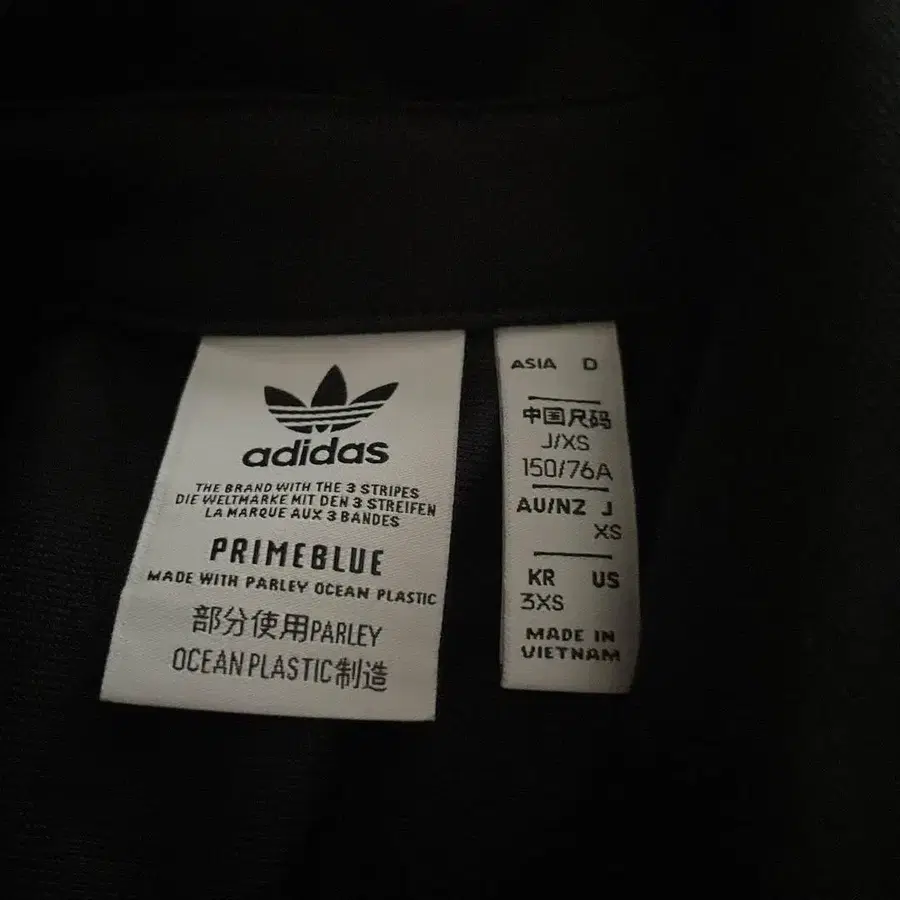 adidas
THE BRAND WITH THE 3 STRIPES
DIE WELTMARKE MIT DEN 3 STREIFEN
LA MARQUE AUX 3 BANDES
PRIMEBLUE
MADE WITH PARLEY OCEAN PLASTIC
部分使用PARLEY
OCEAN PLASTIC制造
ASIA D
中国尺码
J/XS
150/76A
AU/NZ J
XS
KR US
3XS
MADE IN
VIETNAM